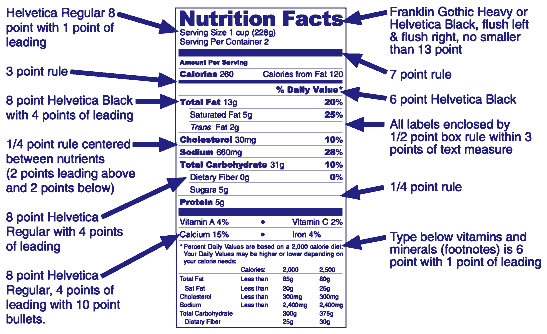 Helvetica Regular 8
point with 1 point of
leading
3 point rule
8 point Helvetica Black
with 4 points of leading
1/4 point rule centered
between nutrients
(2 points leading above
and 2 points below)
8 point Helvetica
Regular with 4 points
of leading
8 point Helvetica
Regular, 4 points of
leading with 10 point
bullets.
Nutrition Facts
Serving Size 1 cup (228g)
Serving Per Container 2
Amount Per Serving
Calories 260 Calories from Fat 120
% Daily Value*
Total Fat 13g 20%
Saturated Fat 5g 25%
Trans Fat 2g
Cholesterol 30mg 10%
Sodium 660mg 28%
Total Carbohydrate 31g 10%
Dietary Fiber 0g 0%
Sugars 5g
Protein 5g
Vitamin A 4% • Vitamin C 2%
Calcium 15% • Iron 4%
* Percent Daily Values are based on a 2,000 calorie diet.
Your Daily Values may be higher or lower depending on
your calorie needs:
Calories: 2,000 2,500
Total Fat Less than 65g 80g
Sat Fat Less than 20g 25g
Cholesterol Less than 300mg 300mg
Sodium Less than 2,400mg 2,400mg
Total Carbohydrate 300g 375g
Dietary Fiber 25g 30g
Franklin Gothic Heavy or
Helvetica Black, flush left
& flush right, no smaller
than 13 point
7 point rule
6 point Helvetica Black
All labels enclosed by
1/2 point box rule within 3
points of text measure
1/4 point rule
Type below vitamins and
minerals (footnotes) is 6
point with 1 point of leading